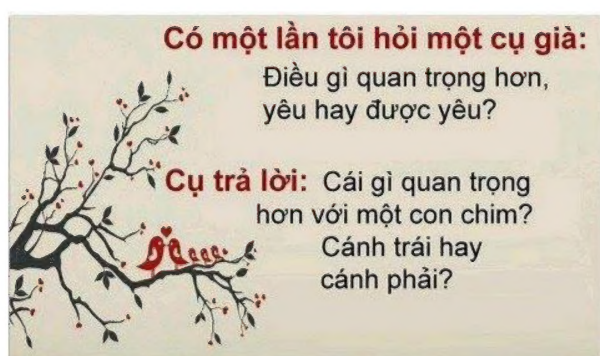 Có một lần tôi hỏi một cụ già:
Điều gì quan trọng hơn,
yêu hay được yêu?
Cụ trả lời: Cái gì quan trọng
hơn với một con chim?
Cánh trái hay
cánh phải?